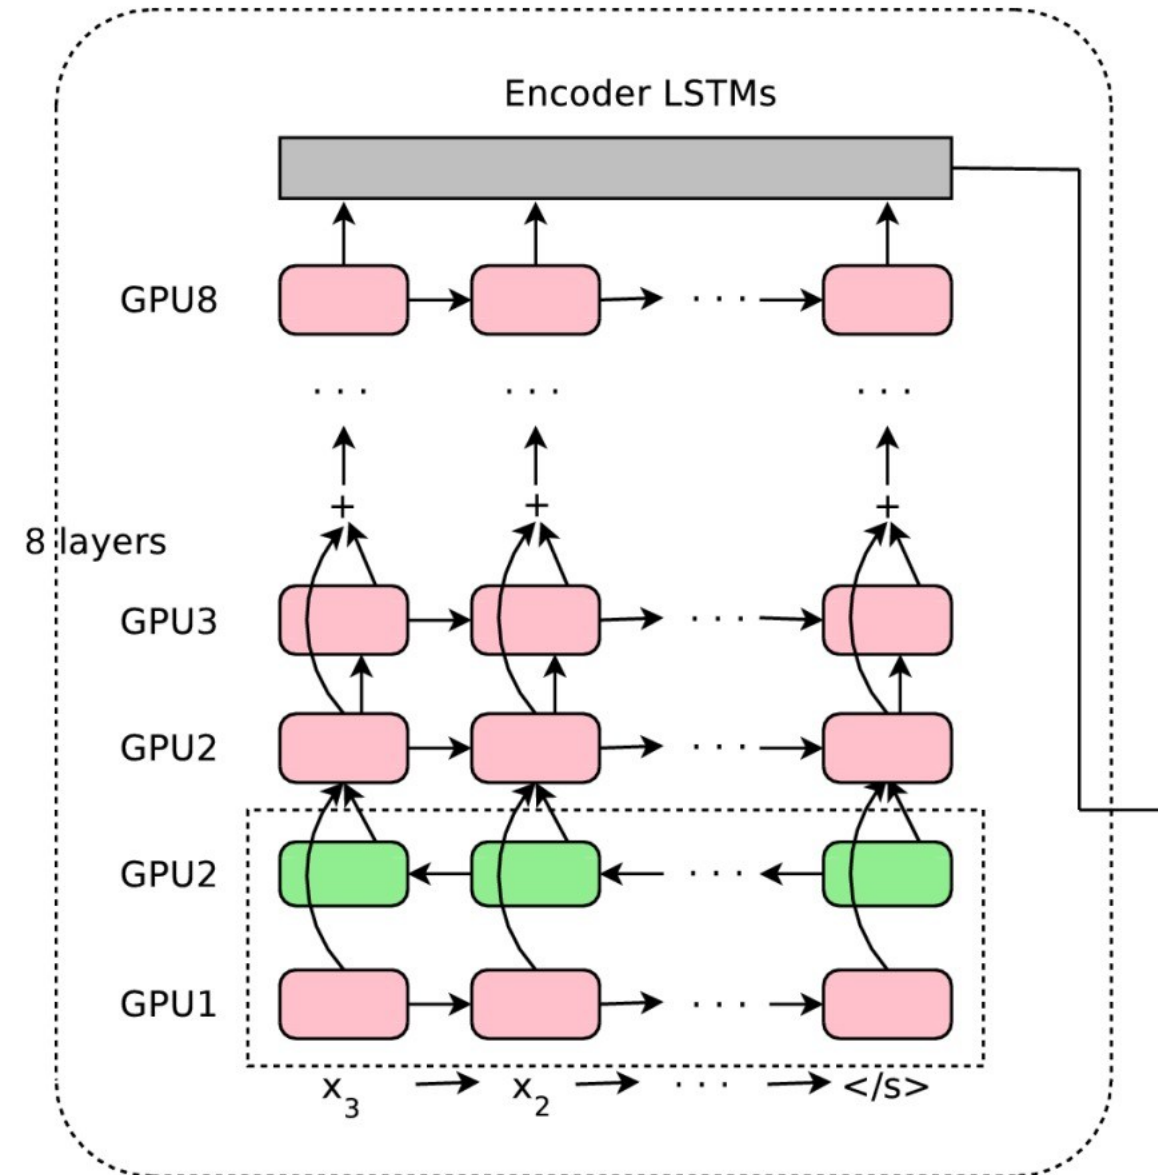 Encoder LSTMs
GPU8
· · ·
· · · · · · · · ·
+ + +
8 layers
GPU3 · · ·
GPU2 · · ·
GPU2 · · ·
GPU1 · · ·
x₃ → x₂ → · · · → </s>